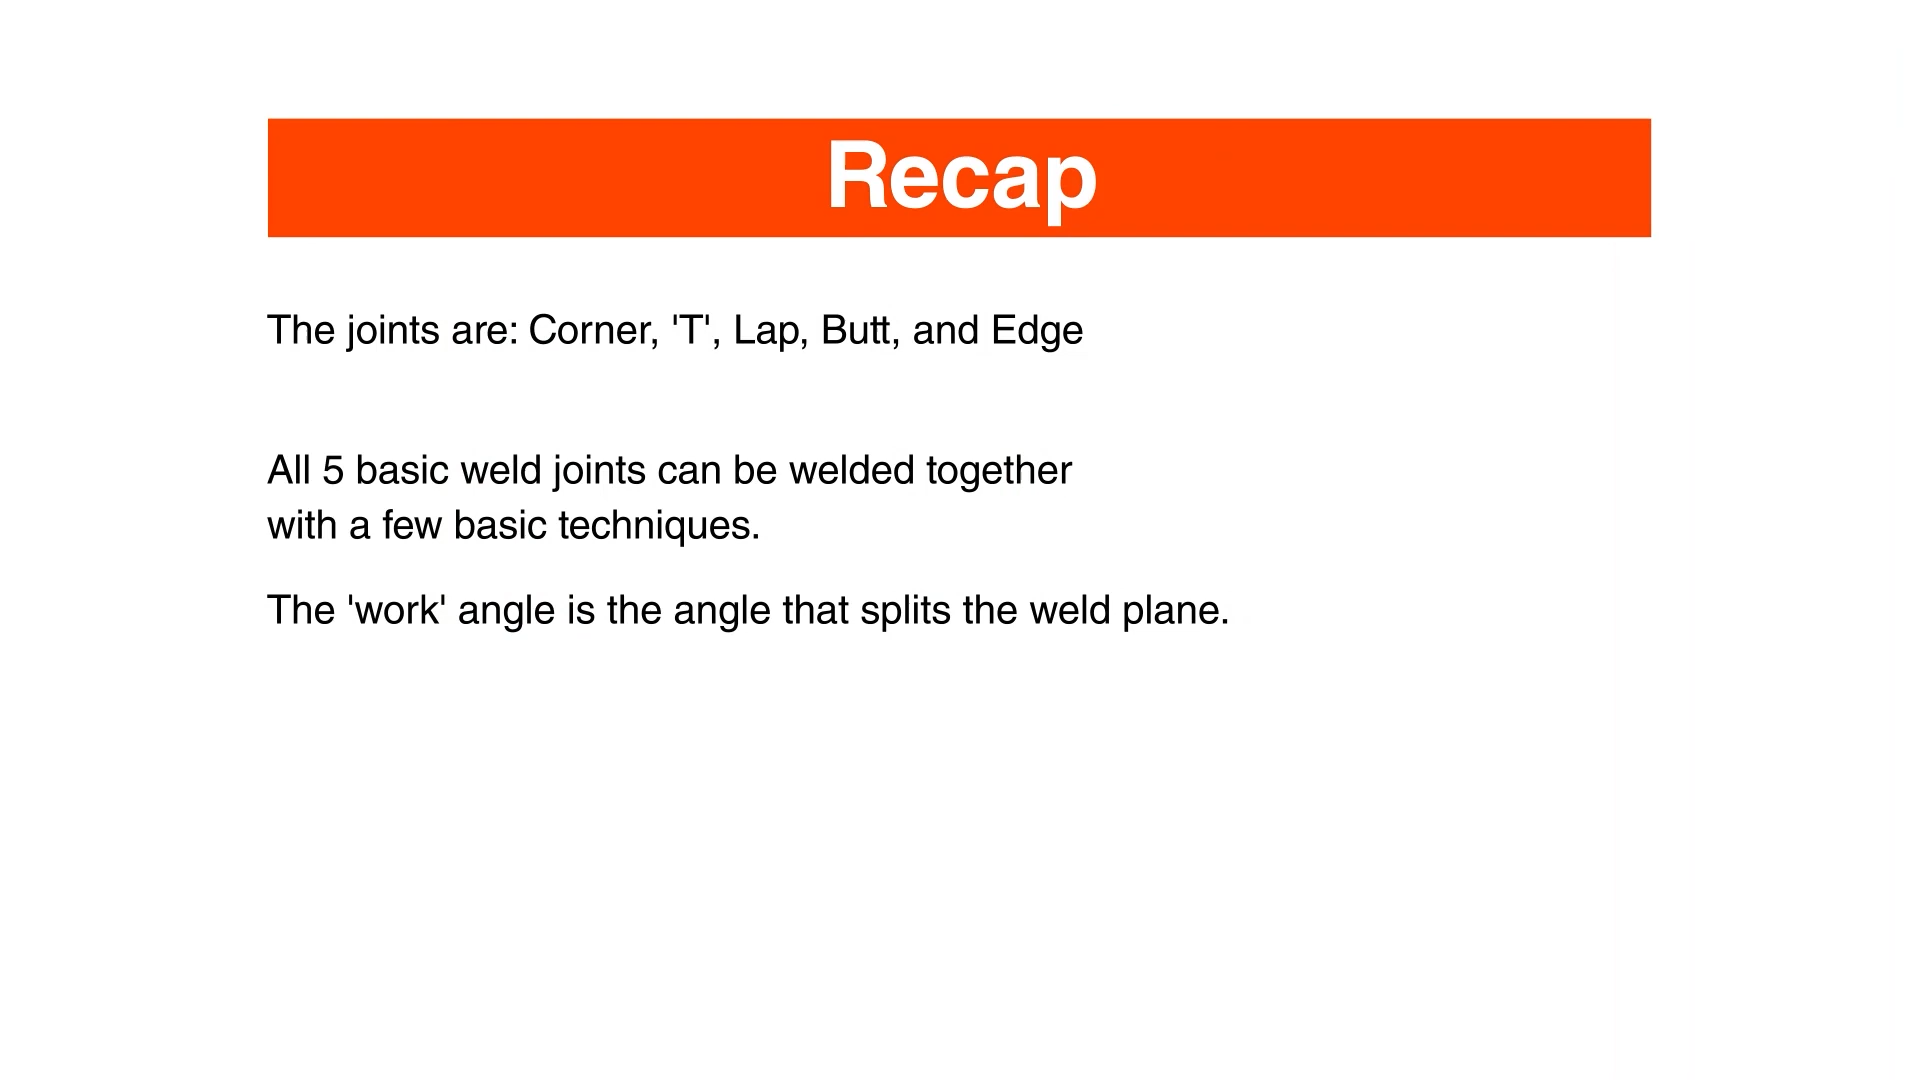 Recap
The joints are: Corner, 'T', Lap, Butt, and Edge
All 5 basic weld joints can be welded together
with a few basic techniques.
The 'work' angle is the angle that splits the weld plane.